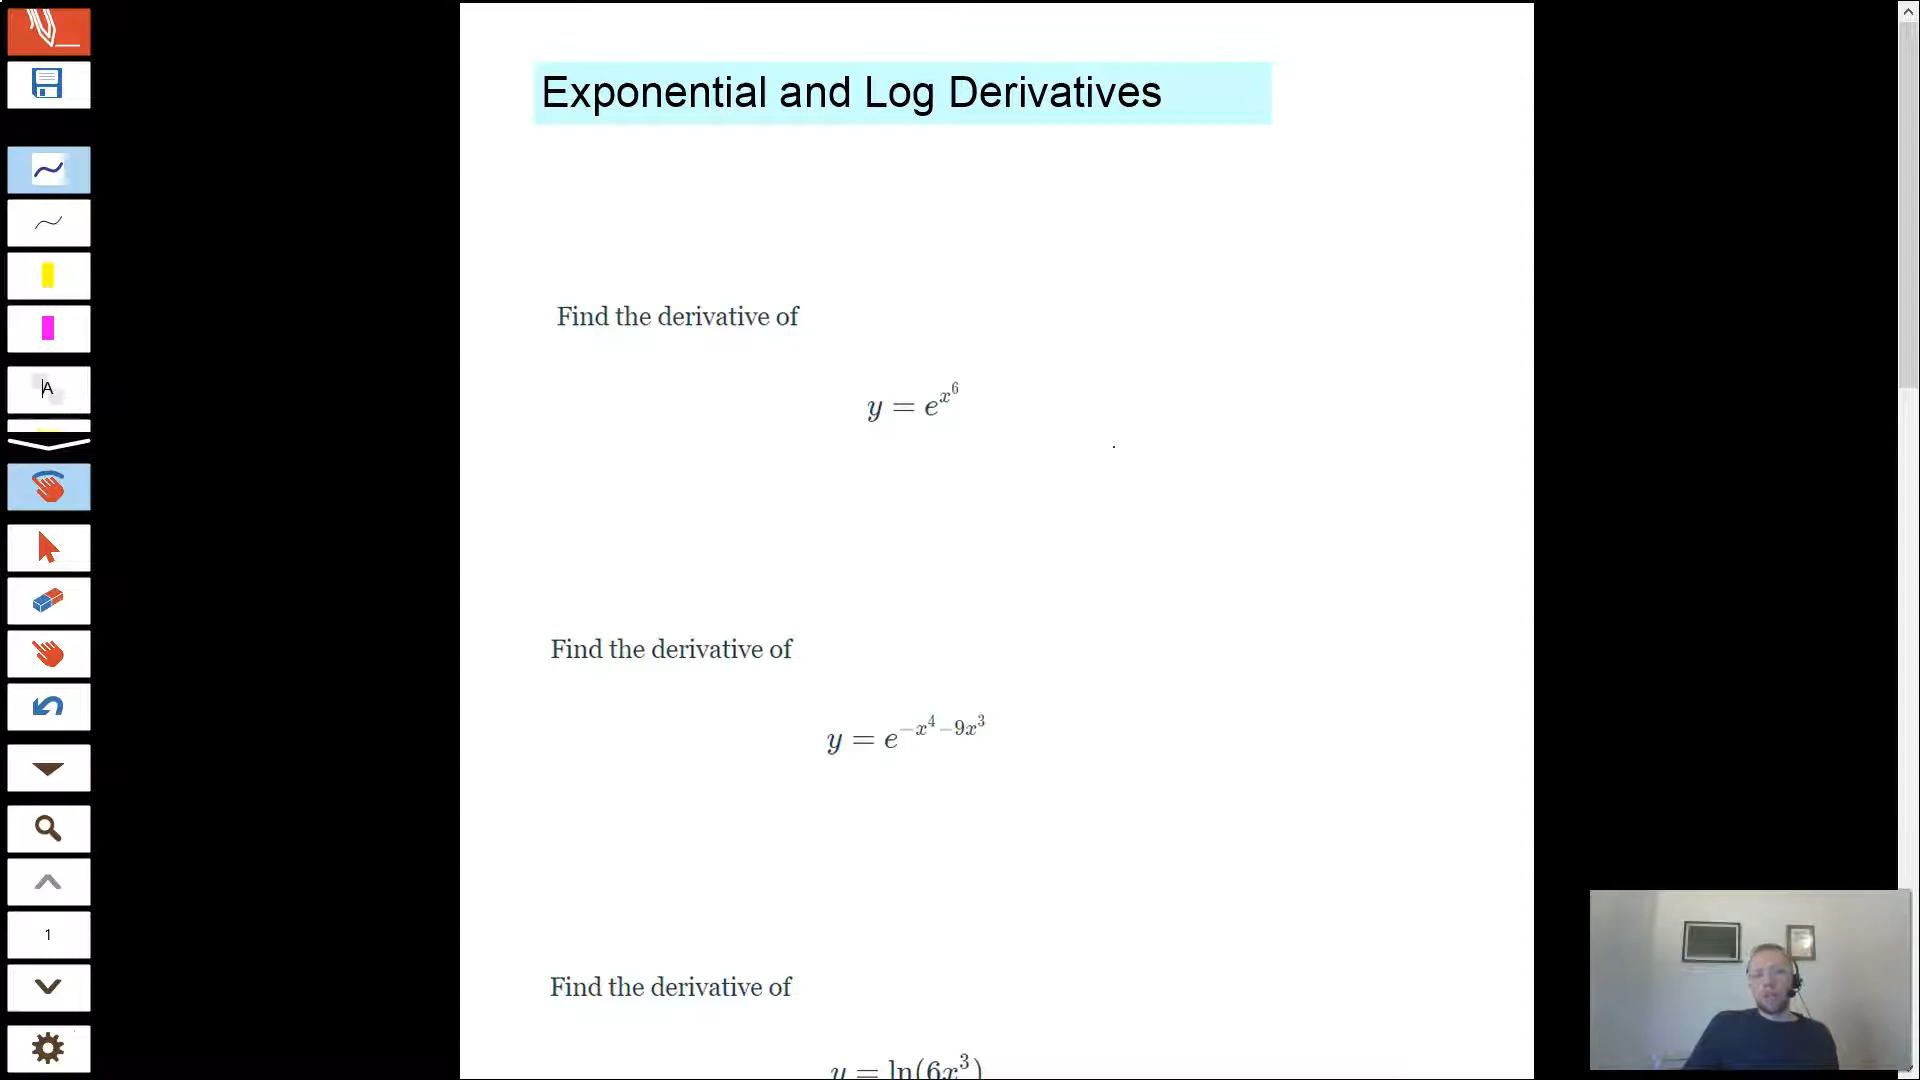 Exponential and Log Derivatives
Find the derivative of
y = e^{x^6}
A
Find the derivative of
y = e^{-x^4-9x^3}
1
Find the derivative of
y = ln(6x^3)